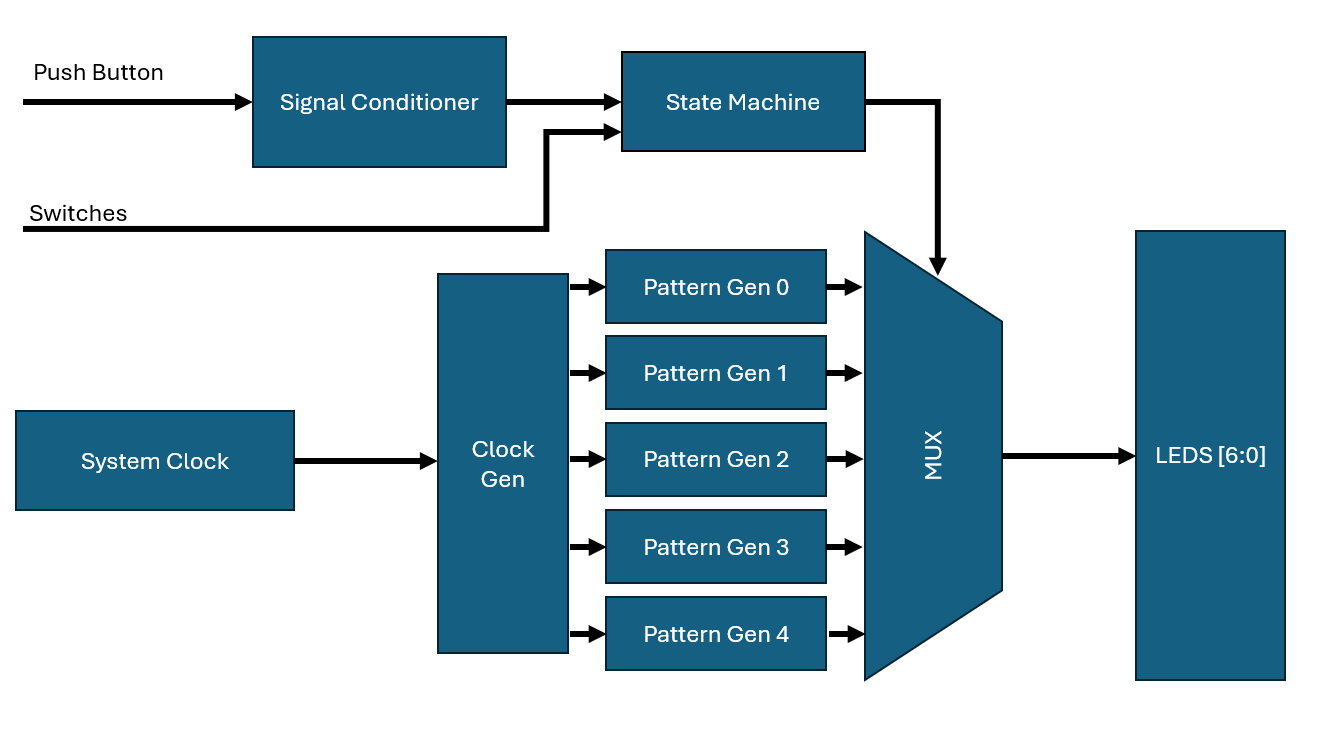 Push Button
Signal Conditioner
State Machine
Switches
Pattern Gen 0
Pattern Gen 1
System Clock
Clock
Gen
Pattern Gen 2
MUX
LEDS [6:0]
Pattern Gen 3
Pattern Gen 4